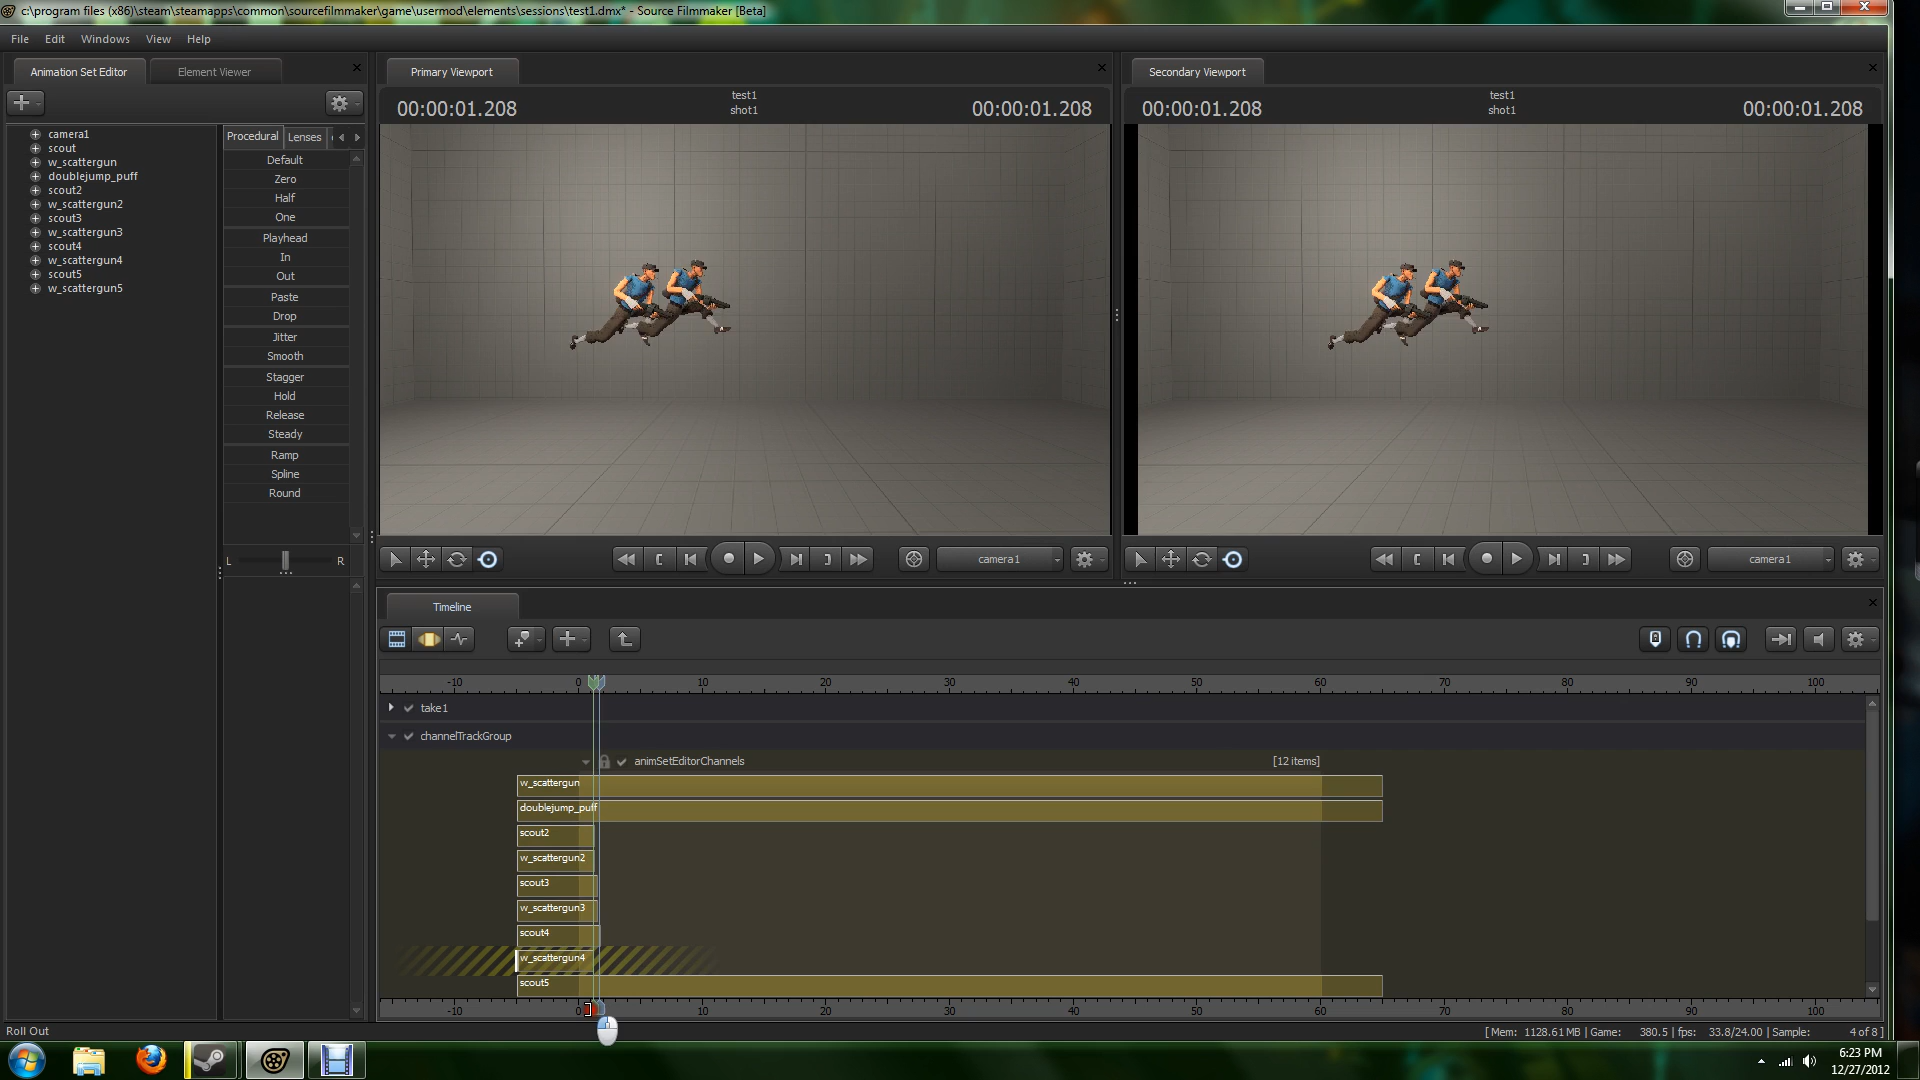 c:\program files (x86)\steam\steamapps\common\sourcefilmmaker\game\usermod\elements\sessions\test1.dmx* - Source Filmmaker [Beta]
File Edit Windows View Help
Animation Set Editor
Element Viewer
camera1
scout
w_scattergun
doublejump_puff
scout2
w_scattergun2
scout3
w_scattergun3
scout4
w_scattergun4
scout5
w_scattergun5
Procedural
Lenses
Default
Zero
Half
One
Playhead
In
Out
Paste
Drop
Jitter
Smooth
Stagger
Hold
Release
Steady
Ramp
Spline
Round
L
R
Primary Viewport
00:00:01.208
test1
shot1
00:00:01.208
camera1
Secondary Viewport
00:00:01.208
test1
shot1
00:00:01.208
camera1
Timeline
-10 0 10 20 30 40 50 60 70 80 90 100
take1
channelTrackGroup
animSetEditorChannels
[12 items]
w_scattergun
doublejump_puff
scout2
w_scattergun2
scout3
w_scattergun3
scout4
w_scattergun4
scout5
-10 0 10 20 30 40 50 60 70 80 90 100
Roll Out
[ Mem: 1128.61 MB | Game: 380.5 | fps: 33.8/24.00 | Sample: 4 of 8 ]
6:23 PM
12/27/2012